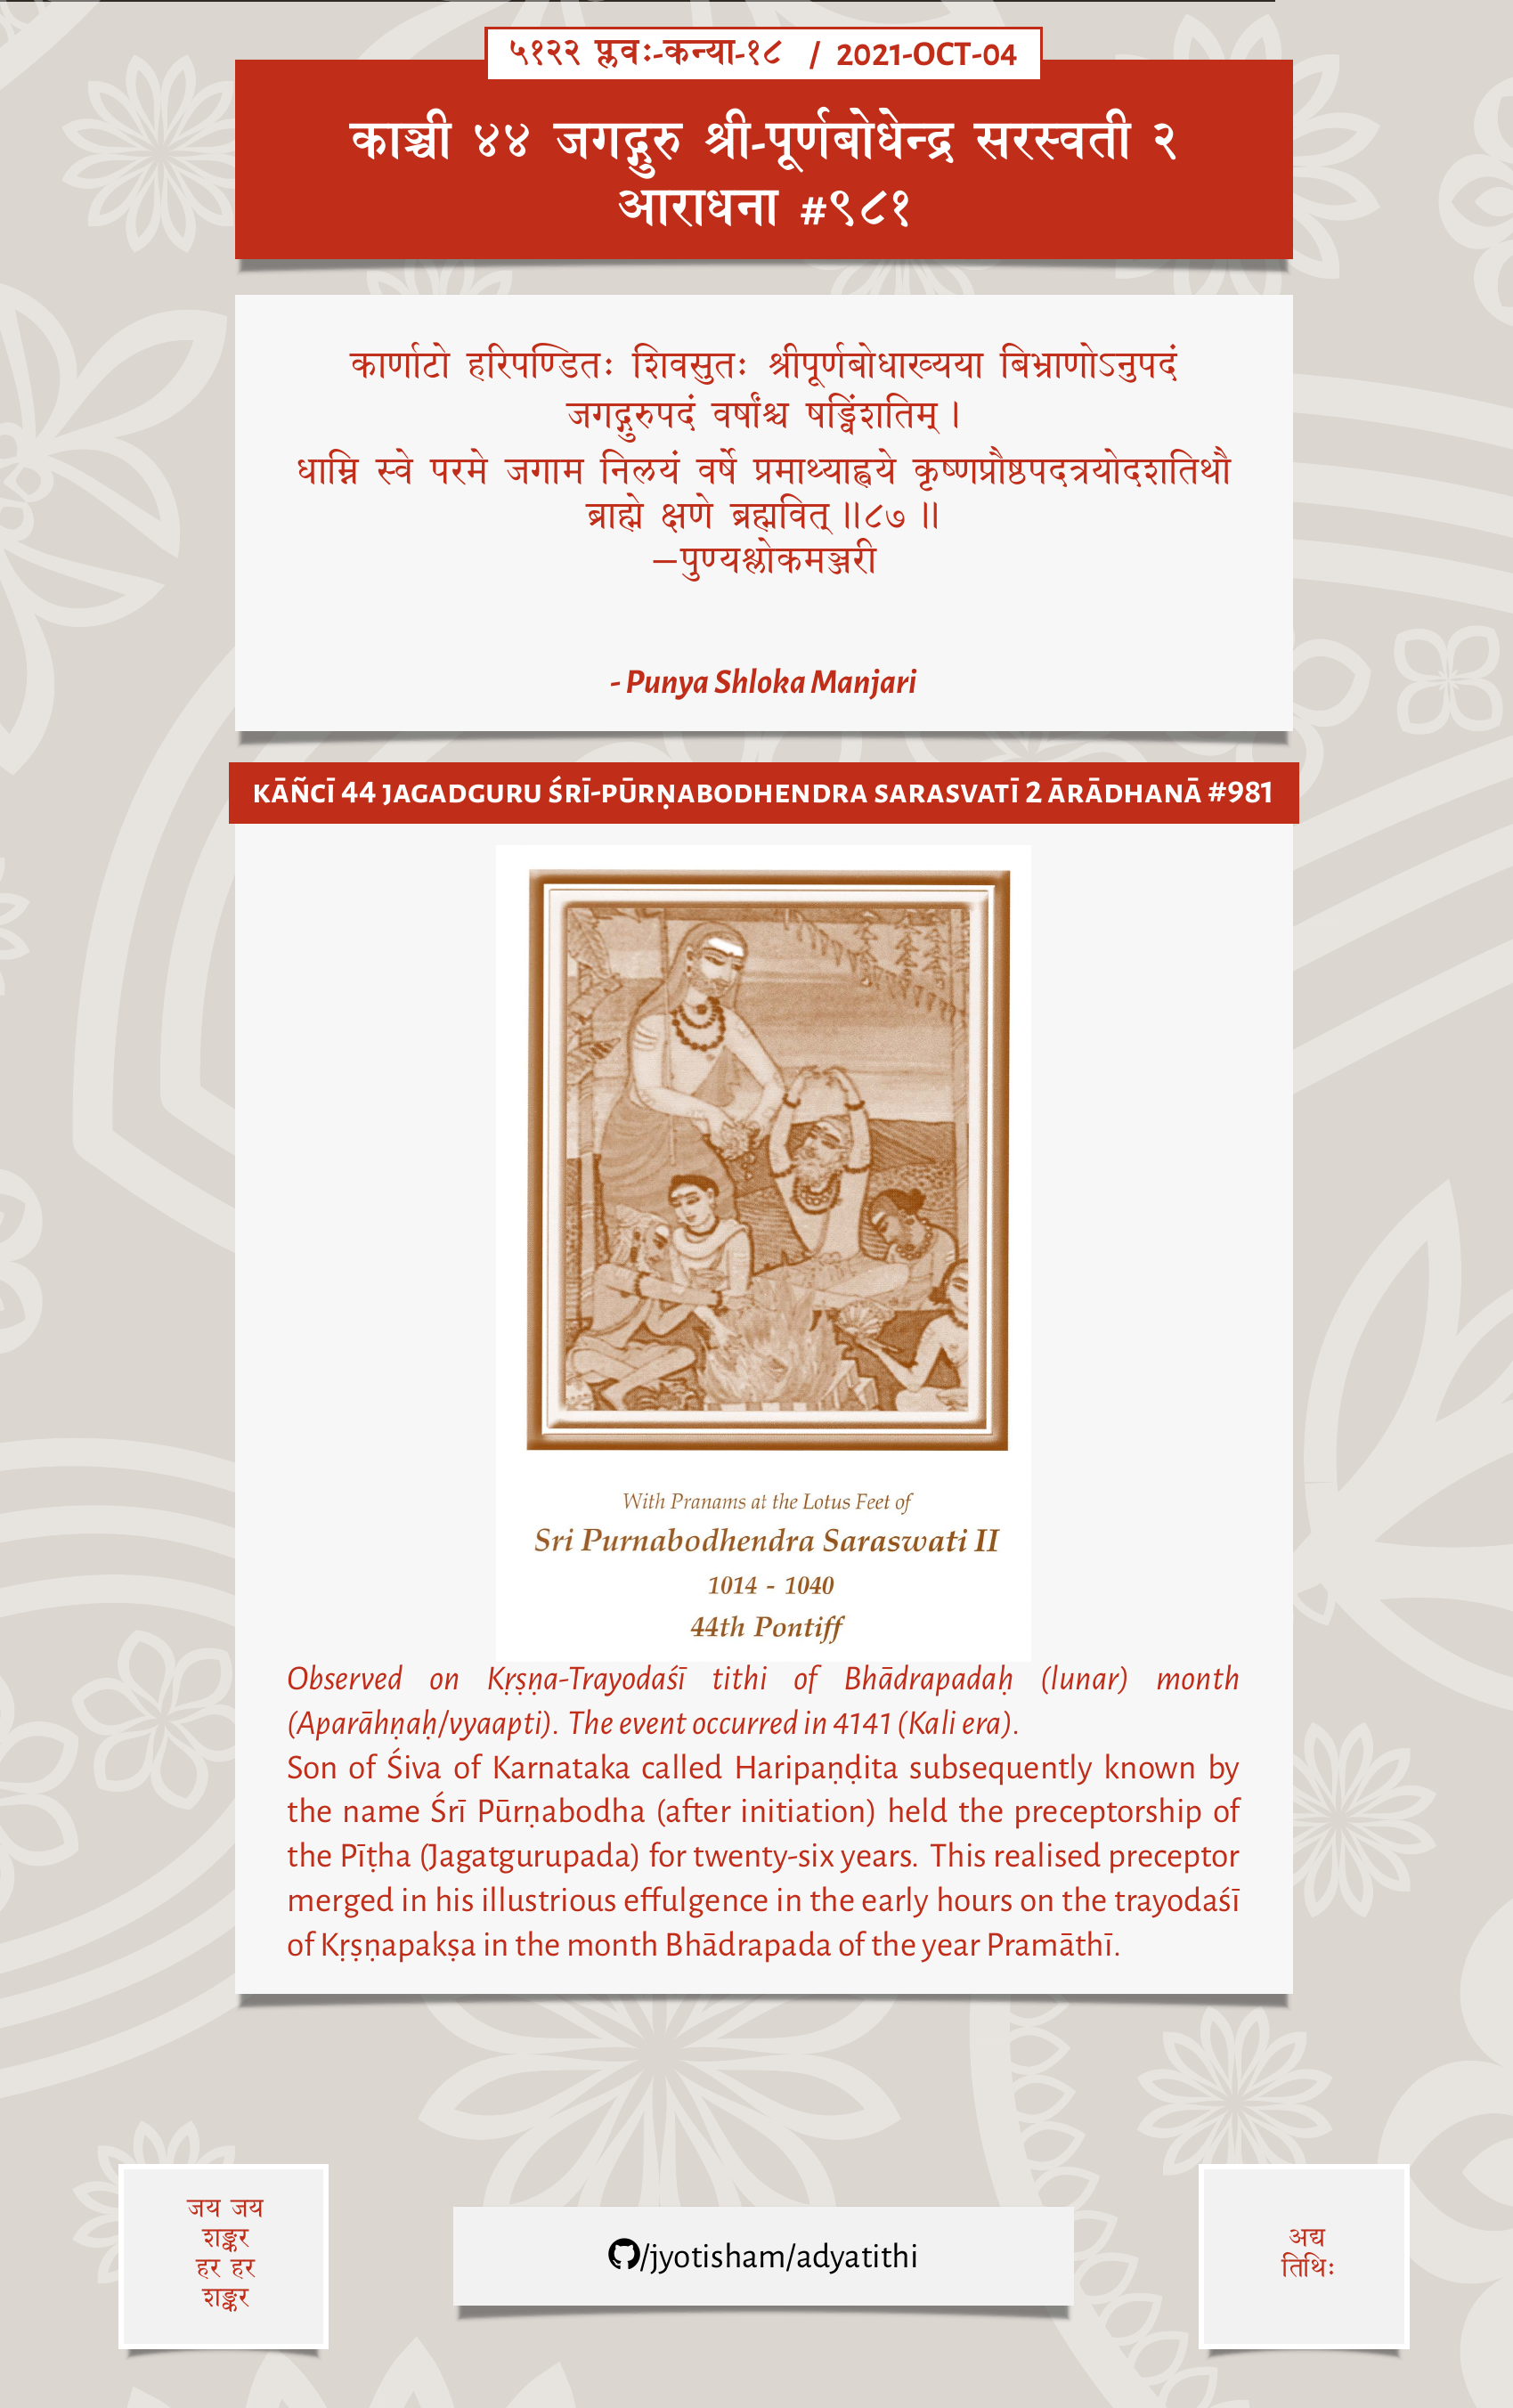 ५१२२ प्लवः-कन्या-१८ / 2021-OCT-04
काञ्ची ४४ जगद्गुरु श्री-पूर्णबोधेन्द्र सरस्वती २
आराधना #९८१
कार्णाटो हरिपण्डितः शिवसुतः श्रीपूर्णबोधाख्यया बिभ्राणोऽनुपदं
जगद्गुरुपदं वर्षांश्च षड्विंशतिम्।
धाम्नि स्वे परमे जगाम निलयं वर्षे प्रमाथ्याह्वये कृष्णप्रौष्ठपदत्रयोदशतिथौ
ब्राह्मे क्षणे ब्रह्मवित्॥८७॥
—पुण्यश्लोकमञ्जरी
- Punya Shloka Manjari
KĀÑCĪ 44 JAGADGURU ŚRĪ-PŪRṆABODHENDRA SARASVATĪ 2 ĀRĀDHANĀ #981
With Pranams at the Lotus Feet of
Sri Purnabodhendra Saraswati II
1014 - 1040
44th Pontiff
Observed on Kṛṣṇa-Trayodaśī tithi of Bhādrapadaḥ (lunar) month
(Aparāhṇaḥ/vyaapti). The event occurred in 4141 (Kali era).
Son of Śiva of Karnataka called Haripaṇḍita subsequently known by
the name Śrī Pūrṇabodha (after initiation) held the preceptorship of
the Pīṭha (Jagatgurupada) for twenty-six years. This realised preceptor
merged in his illustrious effulgence in the early hours on the trayodaśī
of Kṛṣṇapakṣa in the month Bhādrapada of the year Pramāthī.
जय जय
शङ्कर
हर हर
शङ्कर
/jyotisham/adyatithi
अद्य
तिथिः